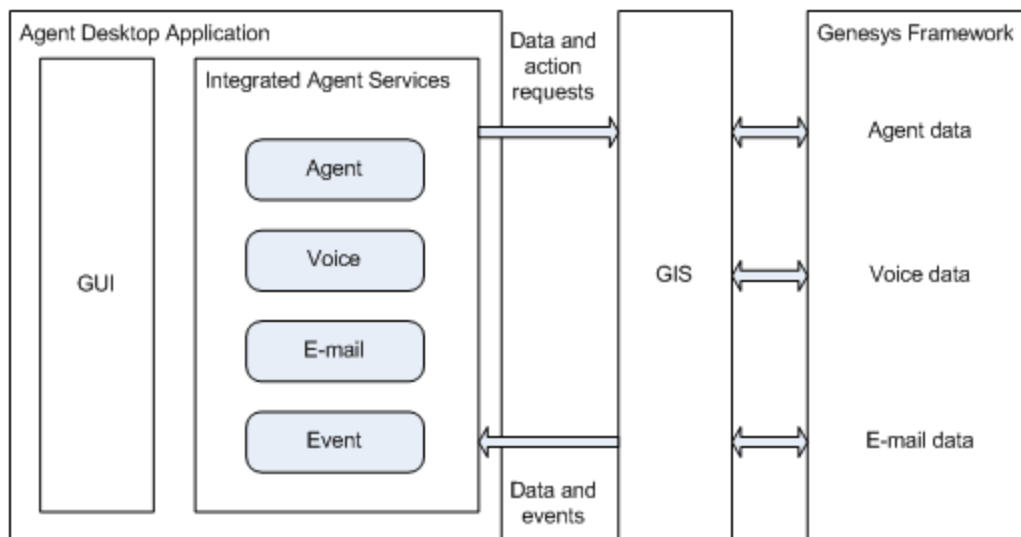 Agent Desktop Application
GUI
Integrated Agent Services
Agent
Voice
E-mail
Event
Data and
action
requests
Data and
events
GIS
Genesys Framework
Agent data
Voice data
E-mail data